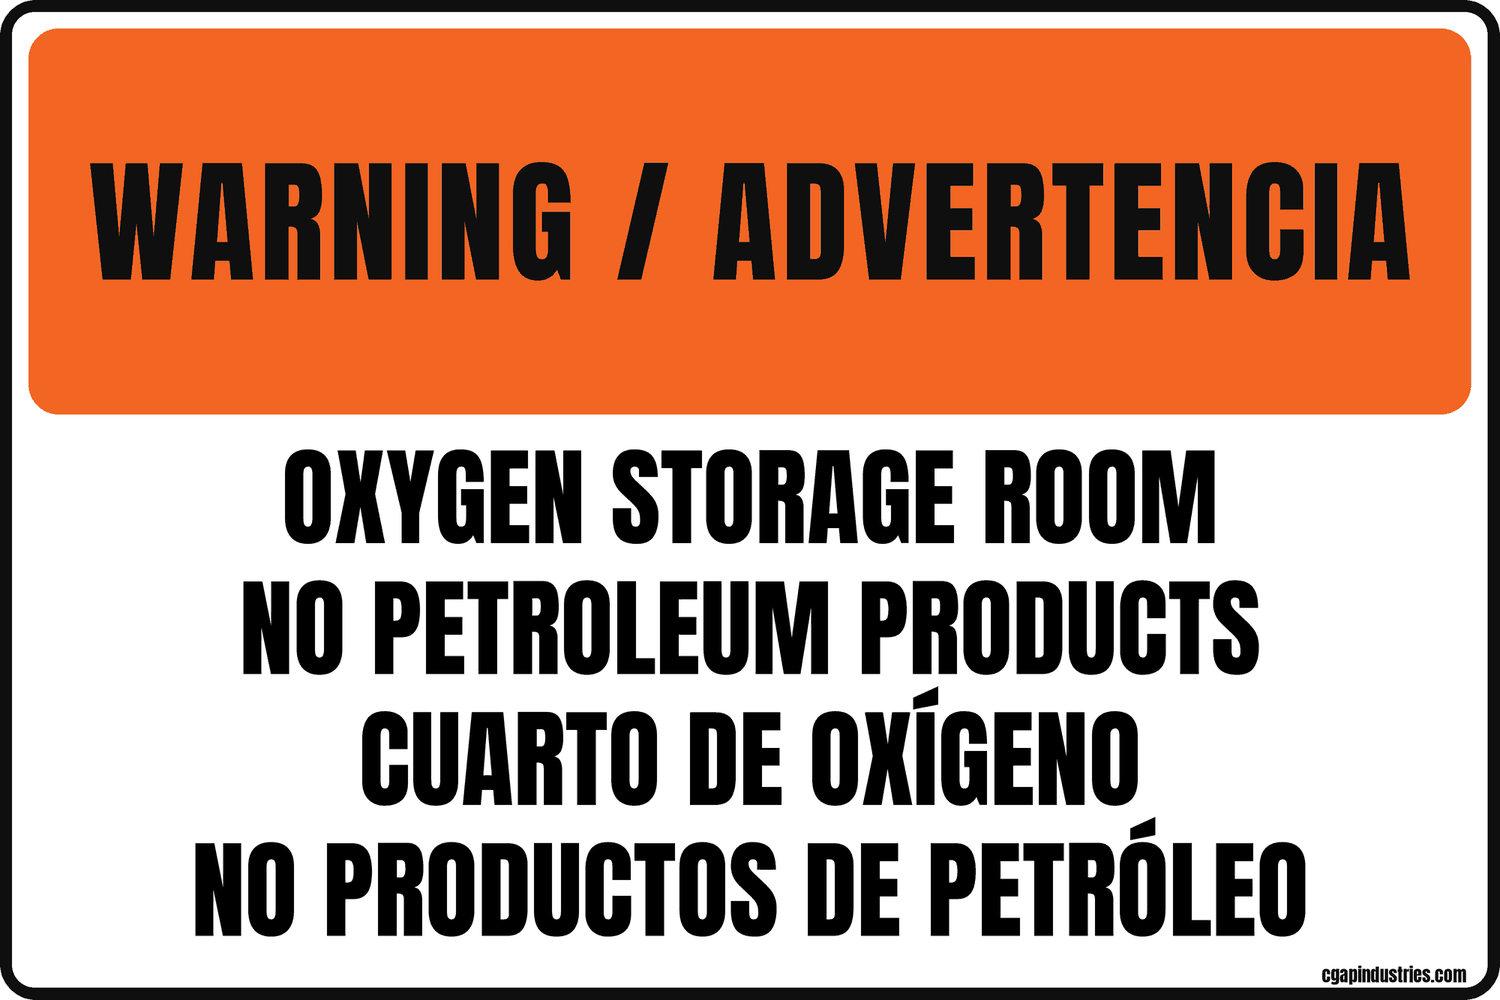 WARNING / ADVERTENCIA
OXYGEN STORAGE ROOM
NO PETROLEUM PRODUCTS
CUARTO DE OXÍGENO
NO PRODUCTOS DE PETRÓLEO
cgapindustries.com